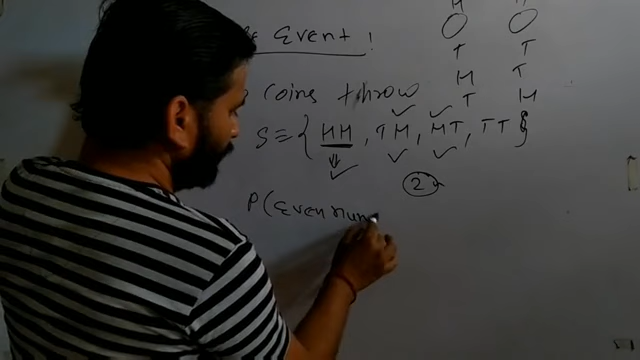 H H
O O
Event!
T T
H T
coins throw T H
S = { HH, TH, HT, TT }
2
P(Even num